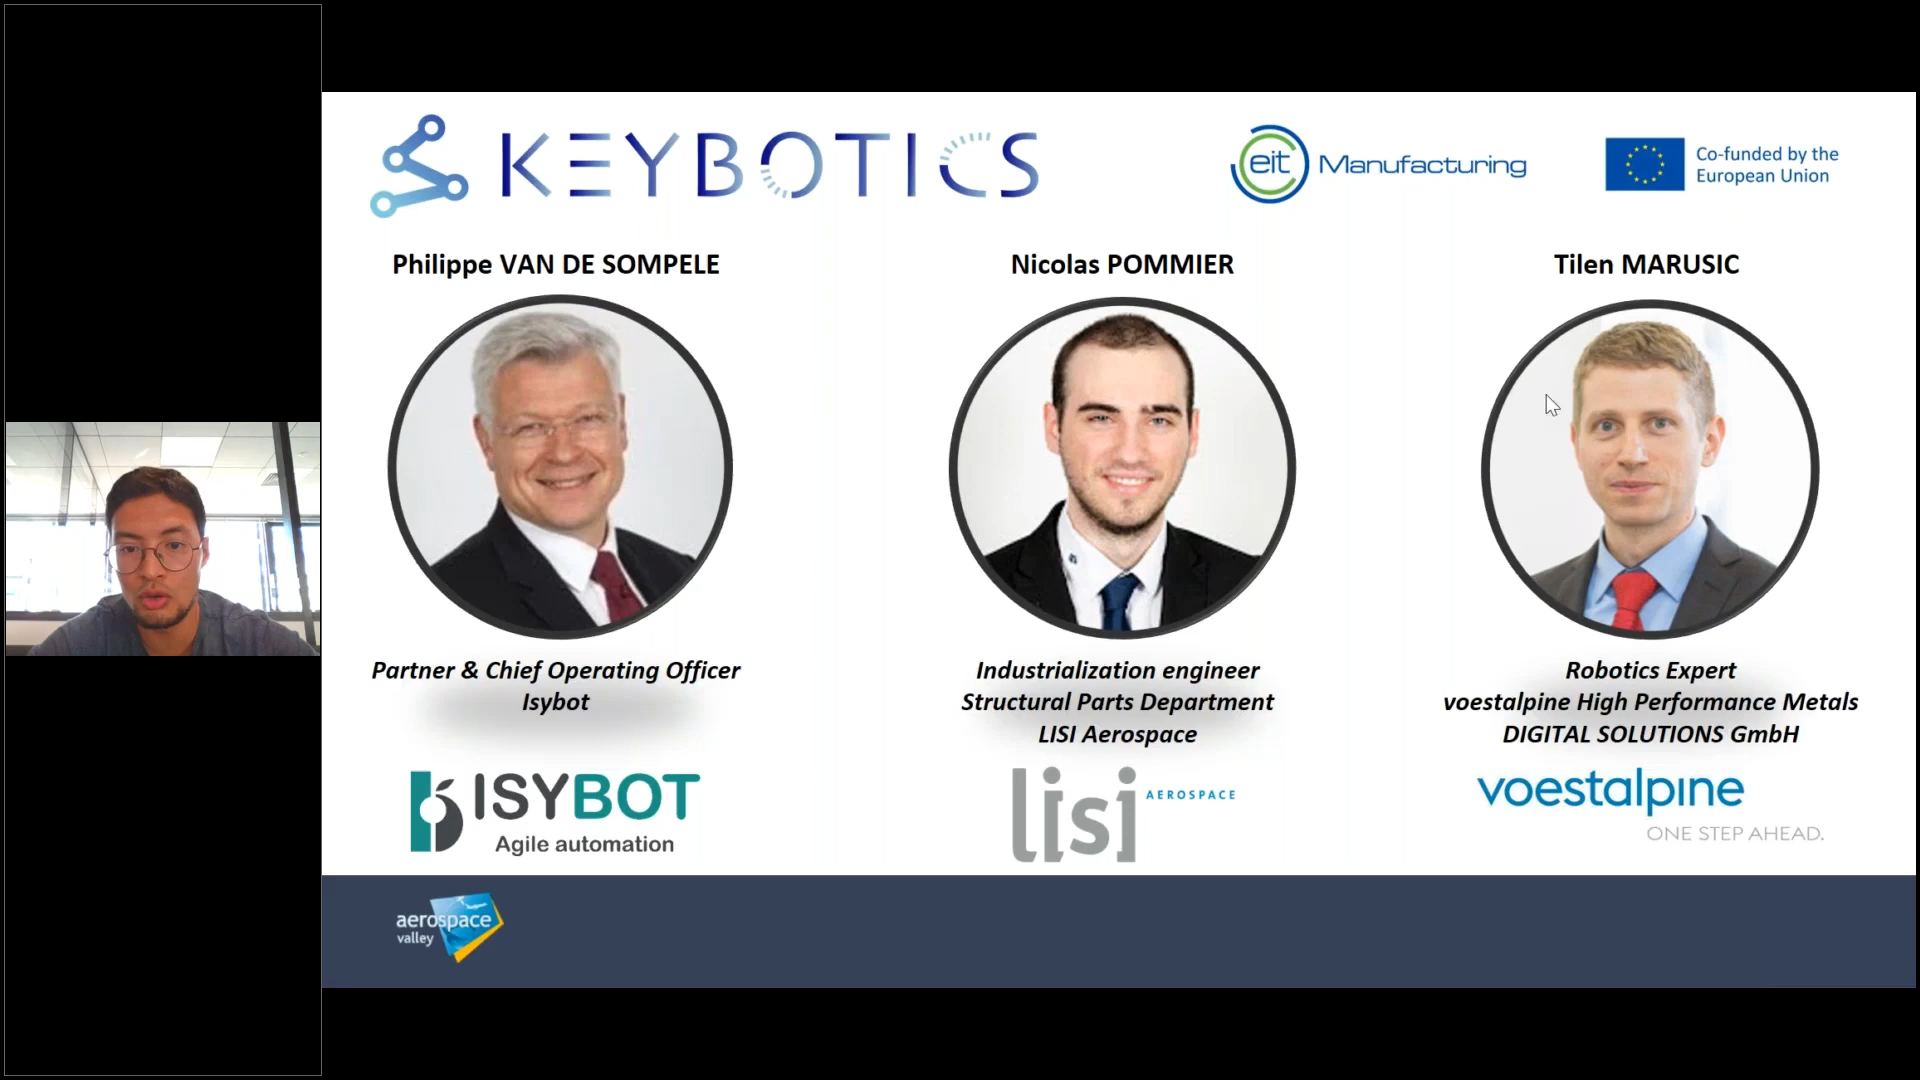 KEYBOTICS
eit Manufacturing
Co-funded by the
European Union
Philippe VAN DE SOMPELE
Nicolas POMMIER
Tilen MARUSIC
Partner & Chief Operating Officer
Isybot
Industrialization engineer
Structural Parts Department
LISI Aerospace
Robotics Expert
voestalpine High Performance Metals
DIGITAL SOLUTIONS GmbH
ISYBOT
Agile automation
lisi AEROSPACE
voestalpine
ONE STEP AHEAD.
aerospace
valley